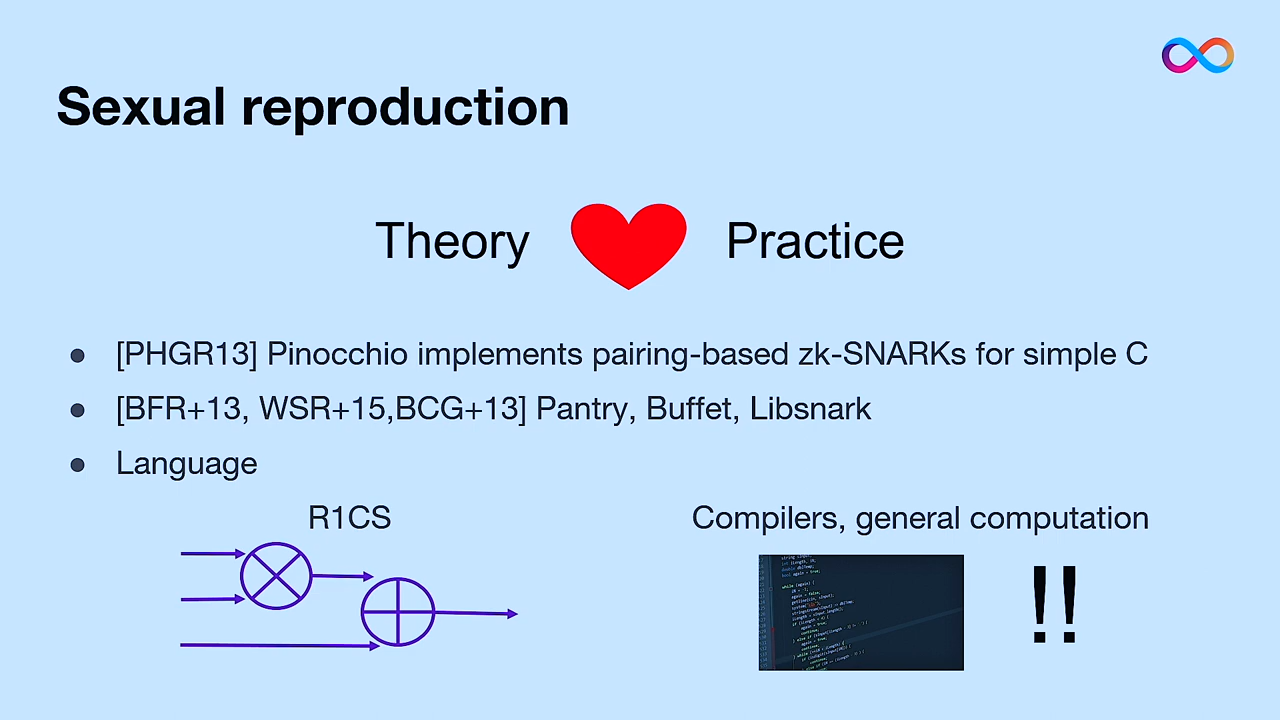 Sexual reproduction
Theory Practice
● [PHGR13] Pinocchio implements pairing-based zk-SNARKs for simple C
● [BFR+13, WSR+15,BCG+13] Pantry, Buffet, Libsnark
● Language
R1CS Compilers, general computation
!!